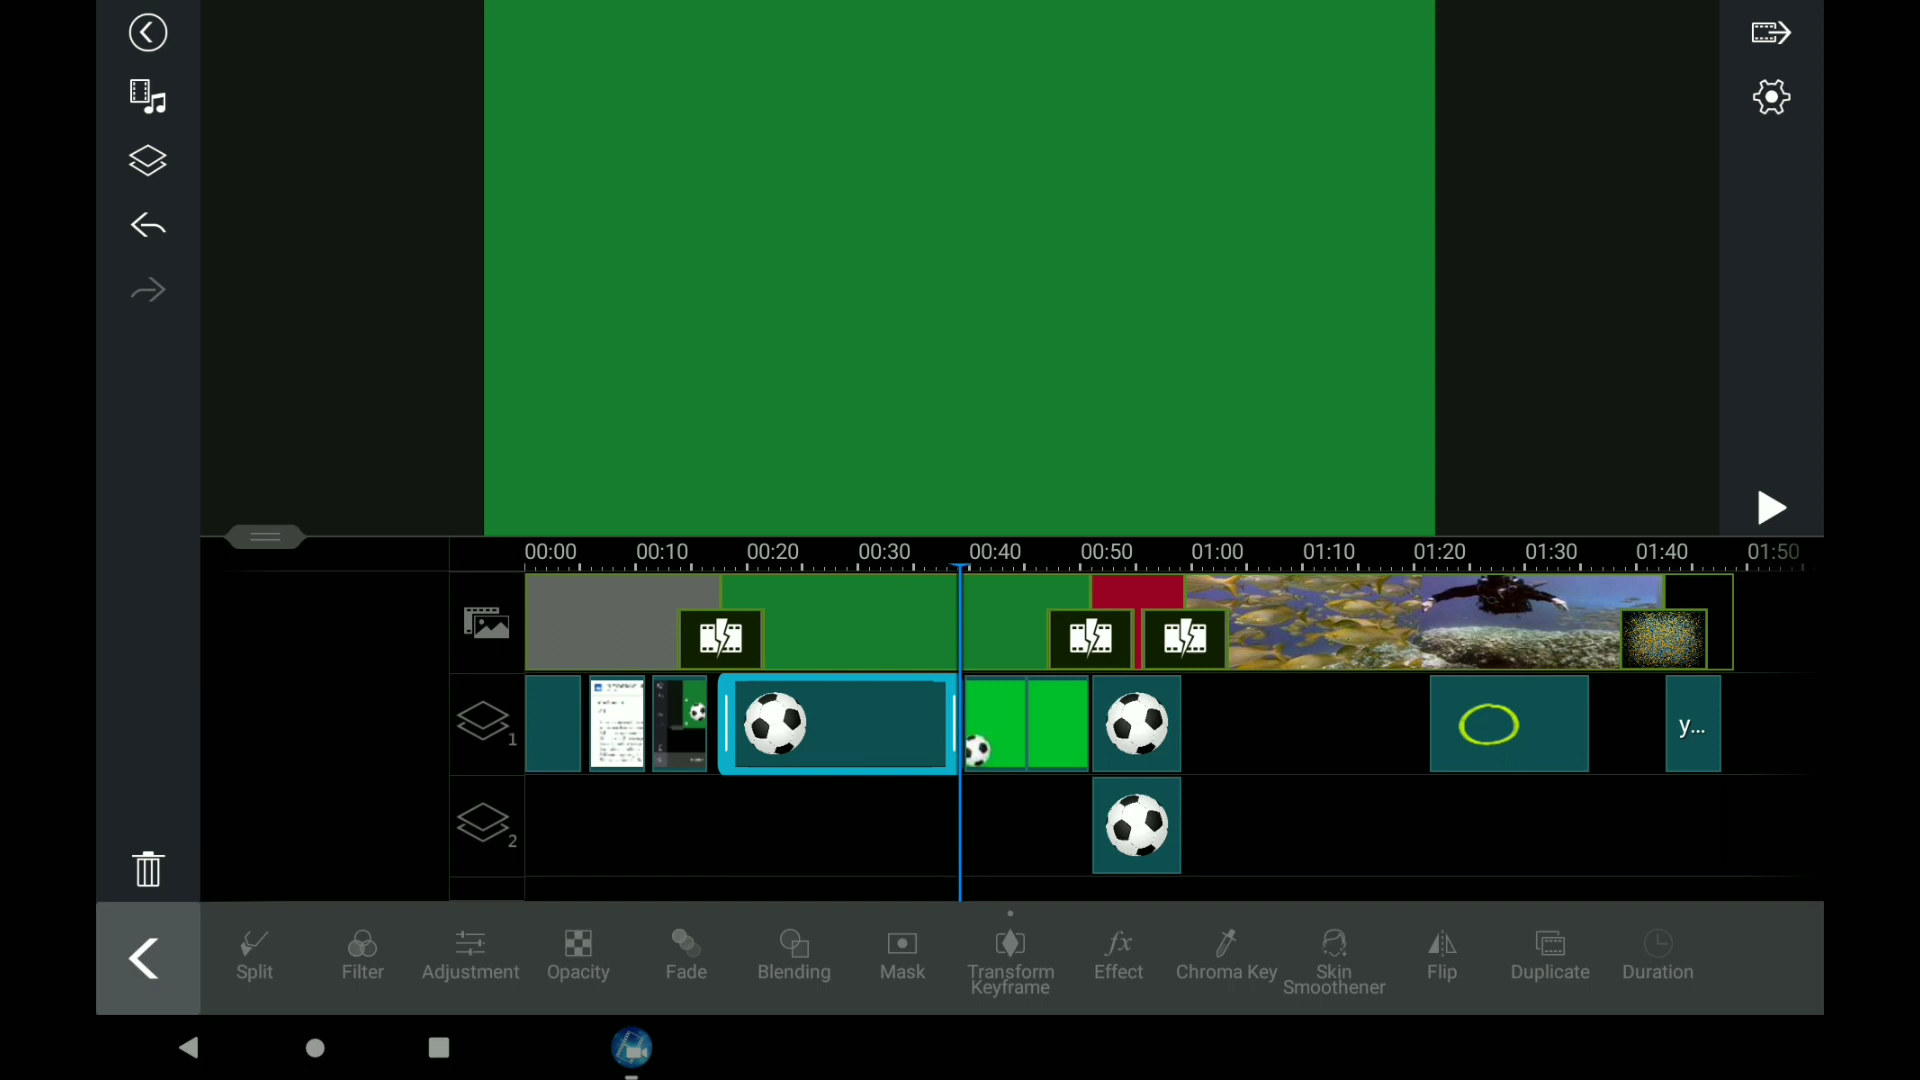 00:00 00:10 00:20 00:30 00:40 00:50 01:00 01:10 01:20 01:30 01:40 01:50
1
y...
2
Split Filter Adjustment Opacity Fade Blending Mask Transform Keyframe Effect Chroma Key Skin Smoothener Flip Duplicate Duration